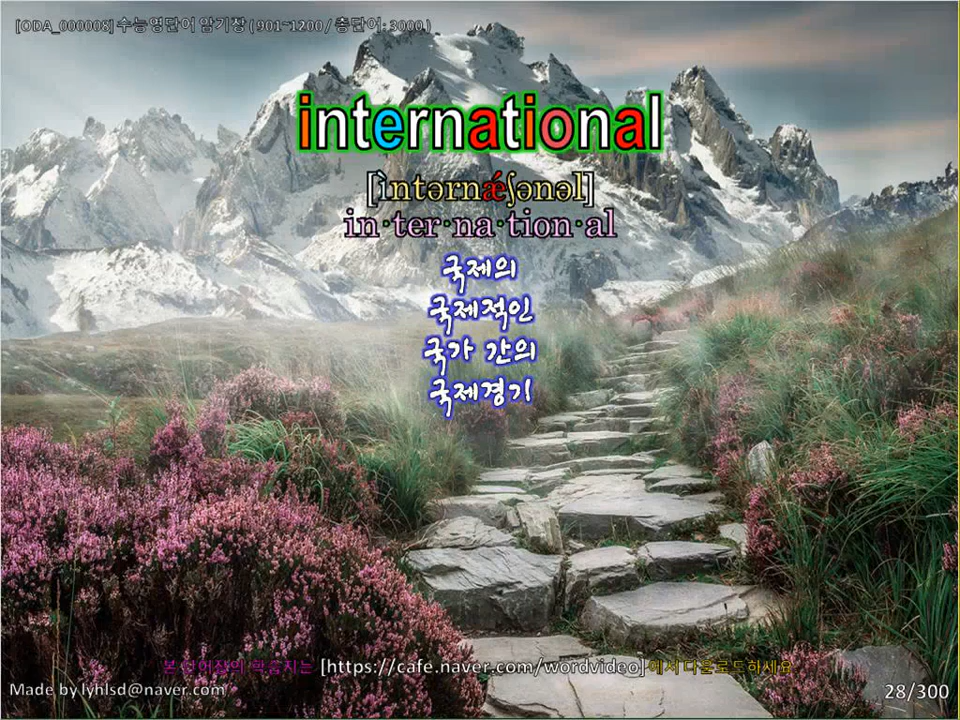 [ODA_000008] 수능영단어 암기장 ( 901~1200 / 총단어: 3000 )
international
[ìntərnǽʃənəl]
in·ter·na·tion·al
국제의
국제적인
국가 간의
국제경기
본 단어장의 학습지는 [https://cafe.naver.com/wordvideo] 에서 다운로드하세요
Made by lyhlsd@naver.com
28/300